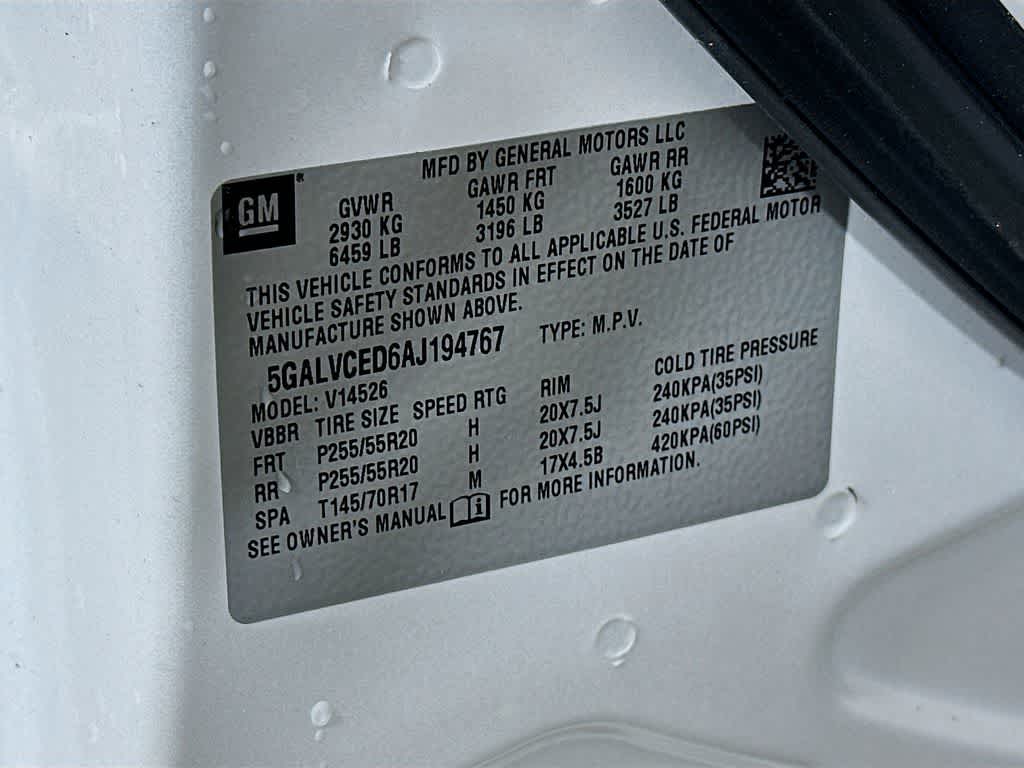 MFD BY GENERAL MOTORS LLC
GM
GVWR GAWR FRT GAWR RR
2930 KG 1450 KG 1600 KG
6459 LB 3196 LB 3527 LB
THIS VEHICLE CONFORMS TO ALL APPLICABLE U.S. FEDERAL MOTOR
VEHICLE SAFETY STANDARDS IN EFFECT ON THE DATE OF
MANUFACTURE SHOWN ABOVE.
5GALVCED6AJ194767 TYPE: M.P.V.
MODEL: V14526
VBBR TIRE SIZE SPEED RTG RIM COLD TIRE PRESSURE
FRT P255/55R20 H 20X7.5J 240KPA(35PSI)
RR P255/55R20 H 20X7.5J 240KPA(35PSI)
SPA T145/70R17 M 17X4.5B 420KPA(60PSI)
SEE OWNER'S MANUAL i FOR MORE INFORMATION.